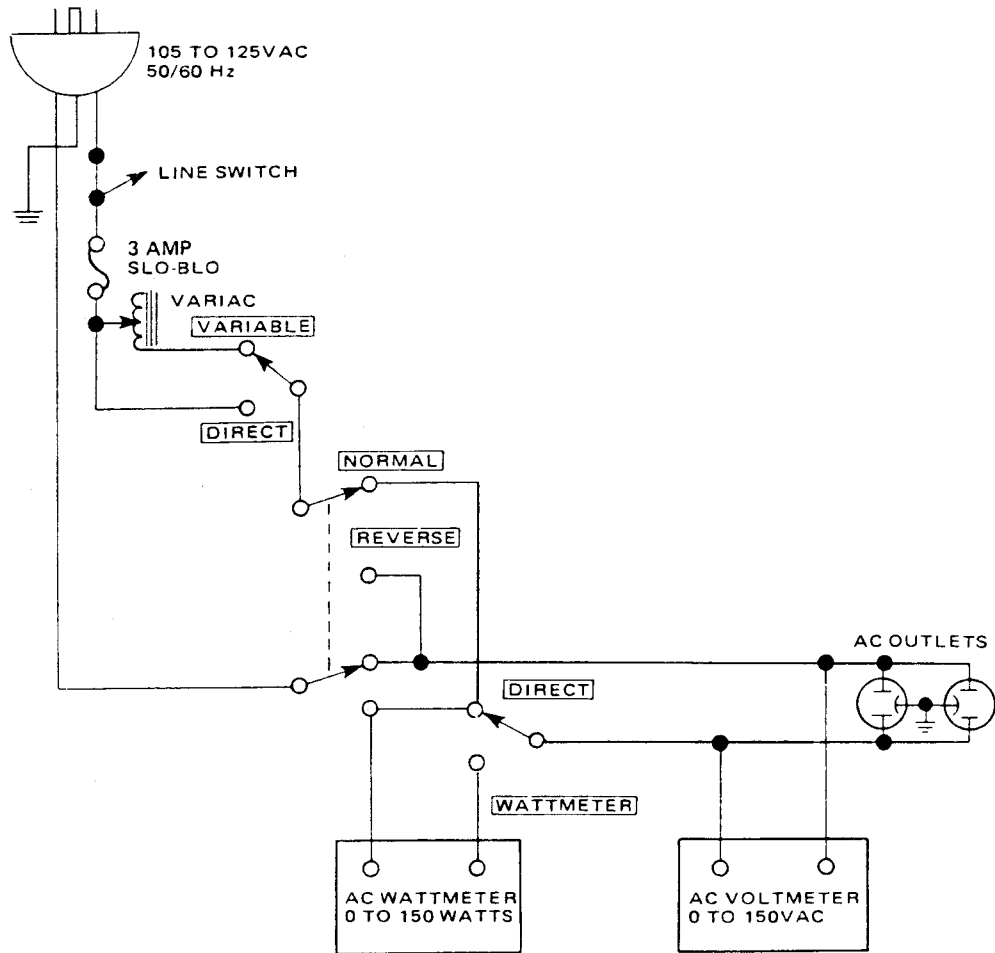 105 TO 125VAC
50/60 Hz
LINE SWITCH
3 AMP
SLO-BLO
VARIAC
VARIABLE
DIRECT
NORMAL
REVERSE
AC OUTLETS
DIRECT
WATTMETER
AC WATTMETER
0 TO 150 WATTS
AC VOLTMETER
0 TO 150VAC